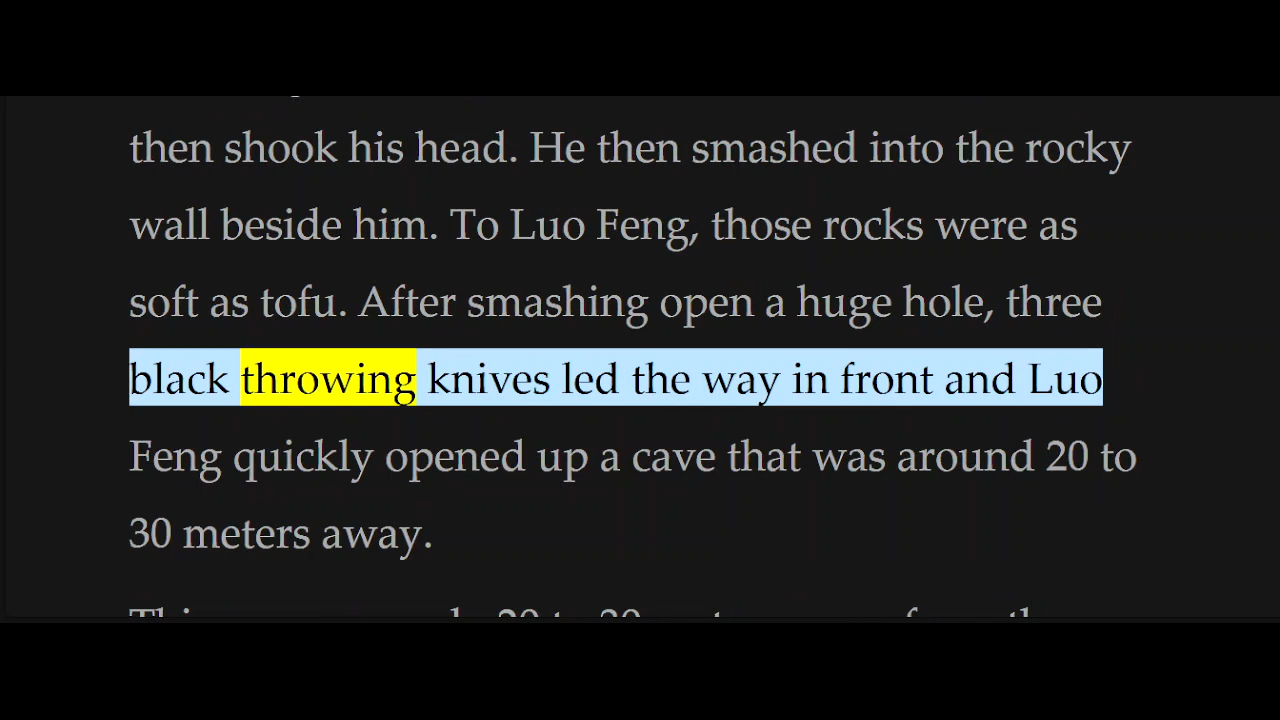 then shook his head. He then smashed into the rocky
wall beside him. To Luo Feng, those rocks were as
soft as tofu. After smashing open a huge hole, three
black throwing knives led the way in front and Luo
Feng quickly opened up a cave that was around 20 to
30 meters away.